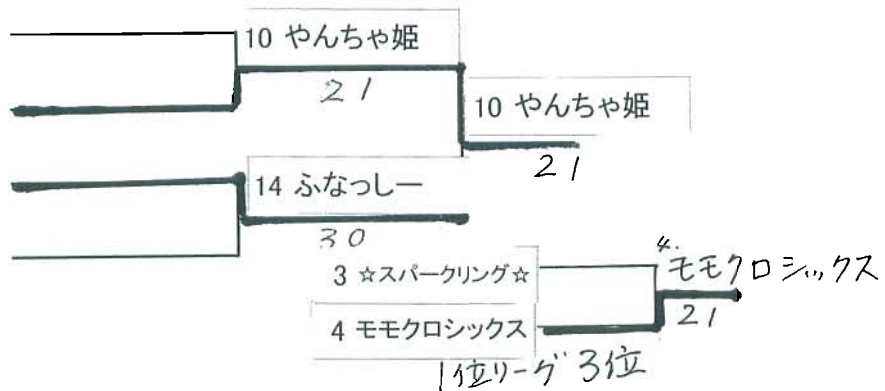 10 やんちゃ姫
21
10 やんちゃ姫
21
14 ふなっしー
30
3 ☆スパークリング☆
4. モモクロシックス
21
4 モモクロシックス
1位リーグ 3位